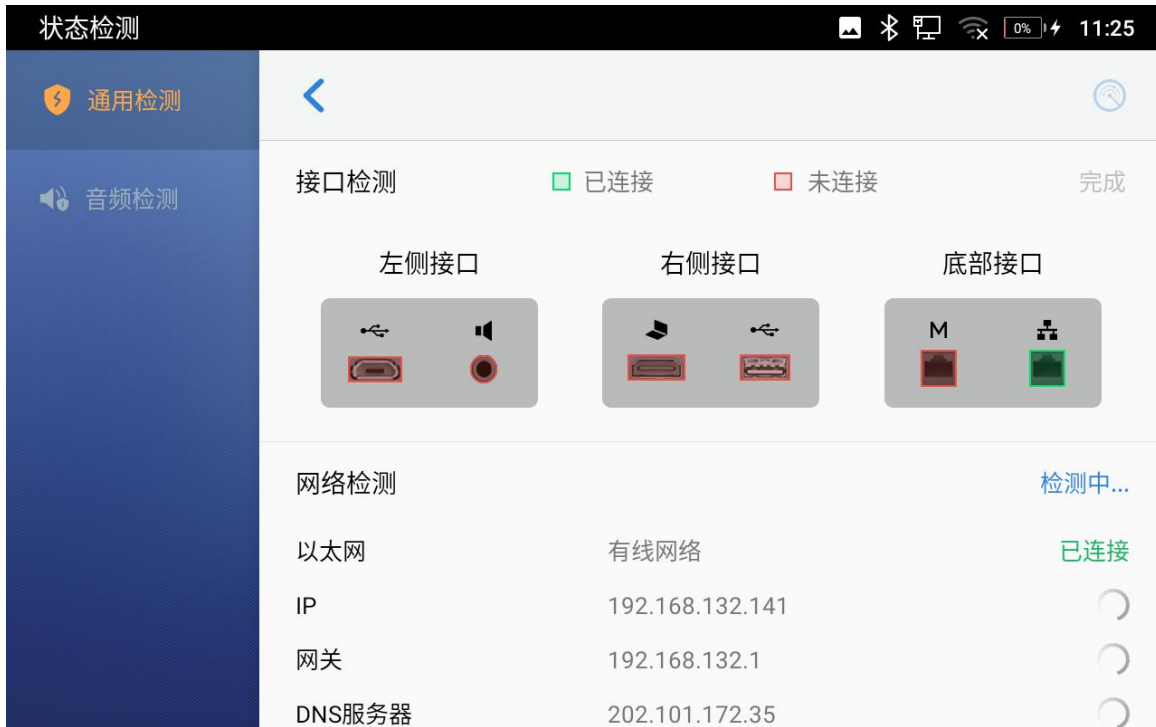 状态检测 0% 11:25
通用检测
音频检测
接口检测 已连接 未连接 完成
左侧接口 右侧接口 底部接口
M
网络检测 检测中...
以太网 有线网络 已连接
IP 192.168.132.141
网关 192.168.132.1
DNS服务器 202.101.172.35